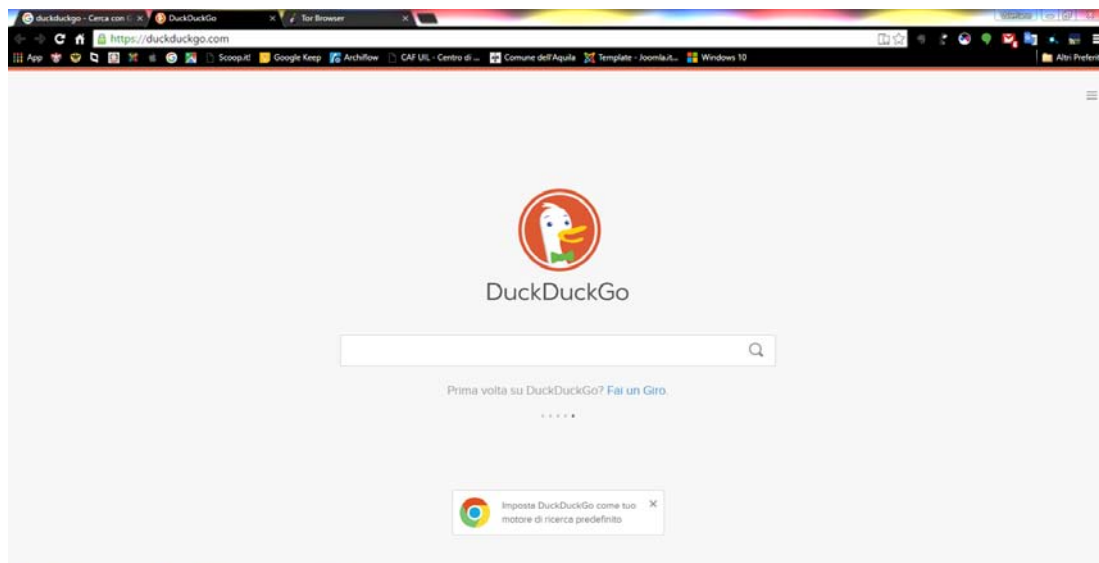 duckduckgo - Cerca con G
DuckDuckGo
Tor Browser
https://duckduckgo.com
App
Scoop.it!
Google Keep
Archiflow
CAF UIL - Centro di ...
Comune dell'Aquila
Template - Joomla.it...
Windows 10
Altri Preferit
DuckDuckGo
Prima volta su DuckDuckGo? Fai un Giro.
Imposta DuckDuckGo come tuo
motore di ricerca predefinito